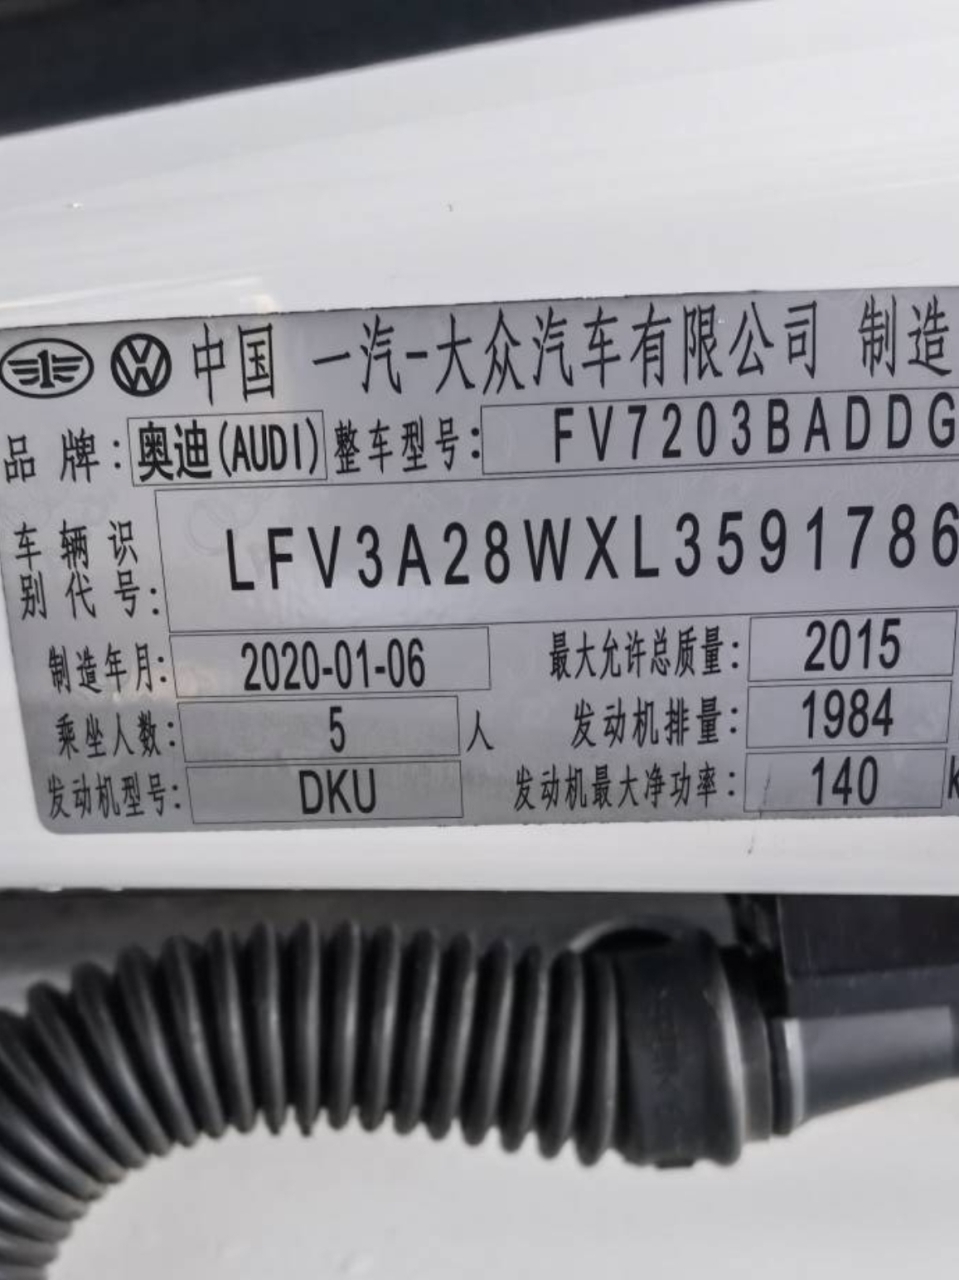 中国 一汽-大众汽车有限公司 制造
品牌: 奥迪(AUDI) 整车型号: FV7203BADDG
车辆识别代号: LFV3A28WXL3591786
制造年月: 2020-01-06 最大允许总质量: 2015
乘坐人数: 5 人 发动机排量: 1984
发动机型号: DKU 发动机最大净功率: 140 k